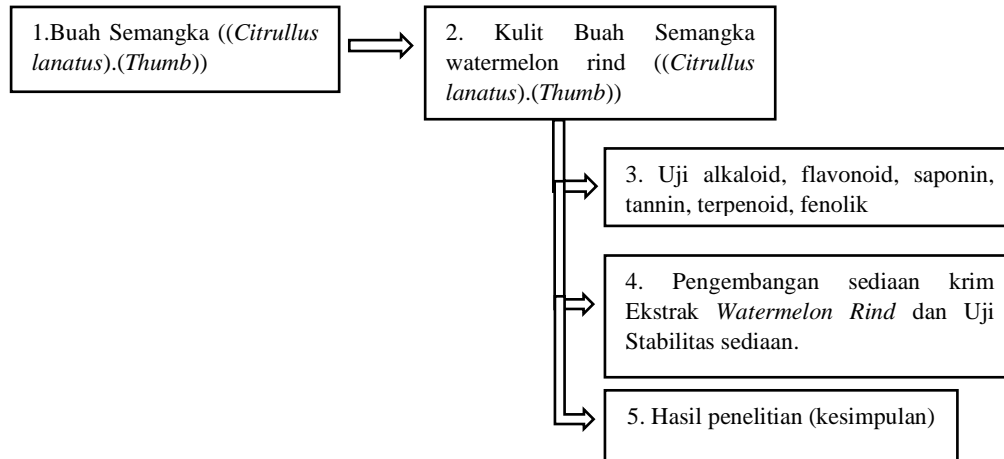 1.Buah Semangka ((Citrullus
lanatus).(Thumb))
2. Kulit Buah Semangka
watermelon rind ((Citrullus
lanatus).(Thumb))
3. Uji alkaloid, flavonoid, saponin,
tannin, terpenoid, fenolik
4. Pengembangan sediaan krim
Ekstrak Watermelon Rind dan Uji
Stabilitas sediaan.
5. Hasil penelitian (kesimpulan)